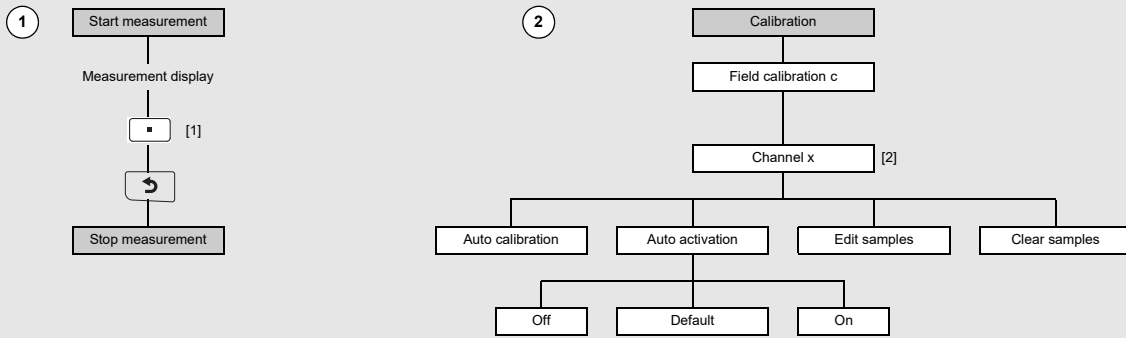 1
Start measurement
Measurement display
[1]
Stop measurement
2
Calibration
Field calibration c
Channel x [2]
Auto calibration Auto activation Edit samples Clear samples
Off Default On